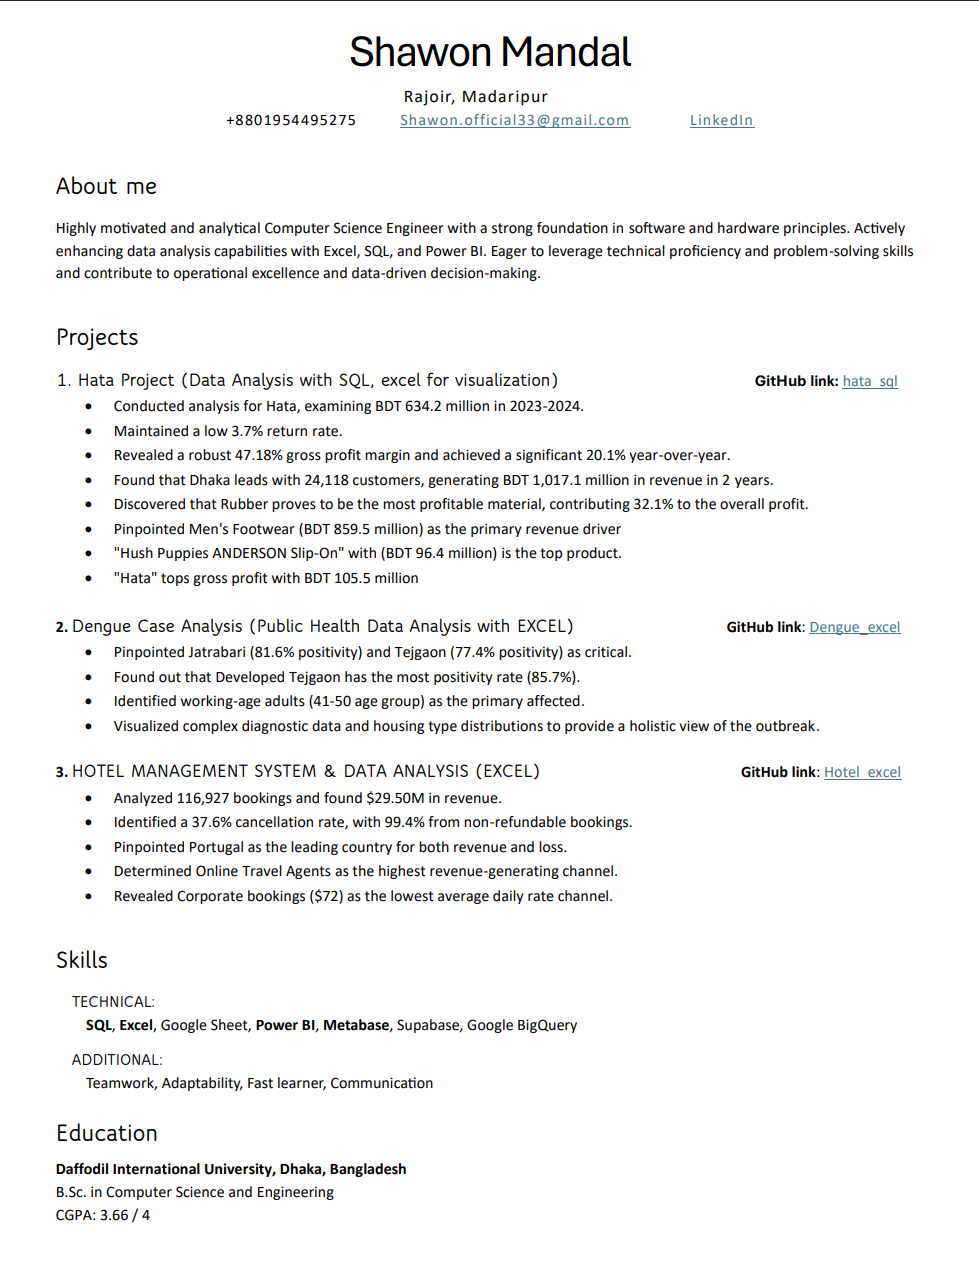 Shawon Mandal
Rajoir, Madaripur
+8801954495275 Shawon.official33@gmail.com LinkedIn
About me
Highly motivated and analytical Computer Science Engineer with a strong foundation in software and hardware principles. Actively
enhancing data analysis capabilities with Excel, SQL, and Power BI. Eager to leverage technical proficiency and problem-solving skills
and contribute to operational excellence and data-driven decision-making.
Projects
1. Hata Project (Data Analysis with SQL, excel for visualization) GitHub link: hata_sql
• Conducted analysis for Hata, examining BDT 634.2 million in 2023-2024.
• Maintained a low 3.7% return rate.
• Revealed a robust 47.18% gross profit margin and achieved a significant 20.1% year-over-year.
• Found that Dhaka leads with 24,118 customers, generating BDT 1,017.1 million in revenue in 2 years.
• Discovered that Rubber proves to be the most profitable material, contributing 32.1% to the overall profit.
• Pinpointed Men's Footwear (BDT 859.5 million) as the primary revenue driver
• "Hush Puppies ANDERSON Slip-On" with (BDT 96.4 million) is the top product.
• "Hata" tops gross profit with BDT 105.5 million
2. Dengue Case Analysis (Public Health Data Analysis with EXCEL) GitHub link: Dengue_excel
• Pinpointed Jatrabari (81.6% positivity) and Tejgaon (77.4% positivity) as critical.
• Found out that Developed Tejgaon has the most positivity rate (85.7%).
• Identified working-age adults (41-50 age group) as the primary affected.
• Visualized complex diagnostic data and housing type distributions to provide a holistic view of the outbreak.
3. HOTEL MANAGEMENT SYSTEM & DATA ANALYSIS (EXCEL) GitHub link: Hotel_excel
• Analyzed 116,927 bookings and found $29.50M in revenue.
• Identified a 37.6% cancellation rate, with 99.4% from non-refundable bookings.
• Pinpointed Portugal as the leading country for both revenue and loss.
• Determined Online Travel Agents as the highest revenue-generating channel.
• Revealed Corporate bookings ($72) as the lowest average daily rate channel.
Skills
TECHNICAL:
SQL, Excel, Google Sheet, Power BI, Metabase, Supabase, Google BigQuery
ADDITIONAL:
Teamwork, Adaptability, Fast learner, Communication
Education
Daffodil International University, Dhaka, Bangladesh
B.Sc. in Computer Science and Engineering
CGPA: 3.66 / 4